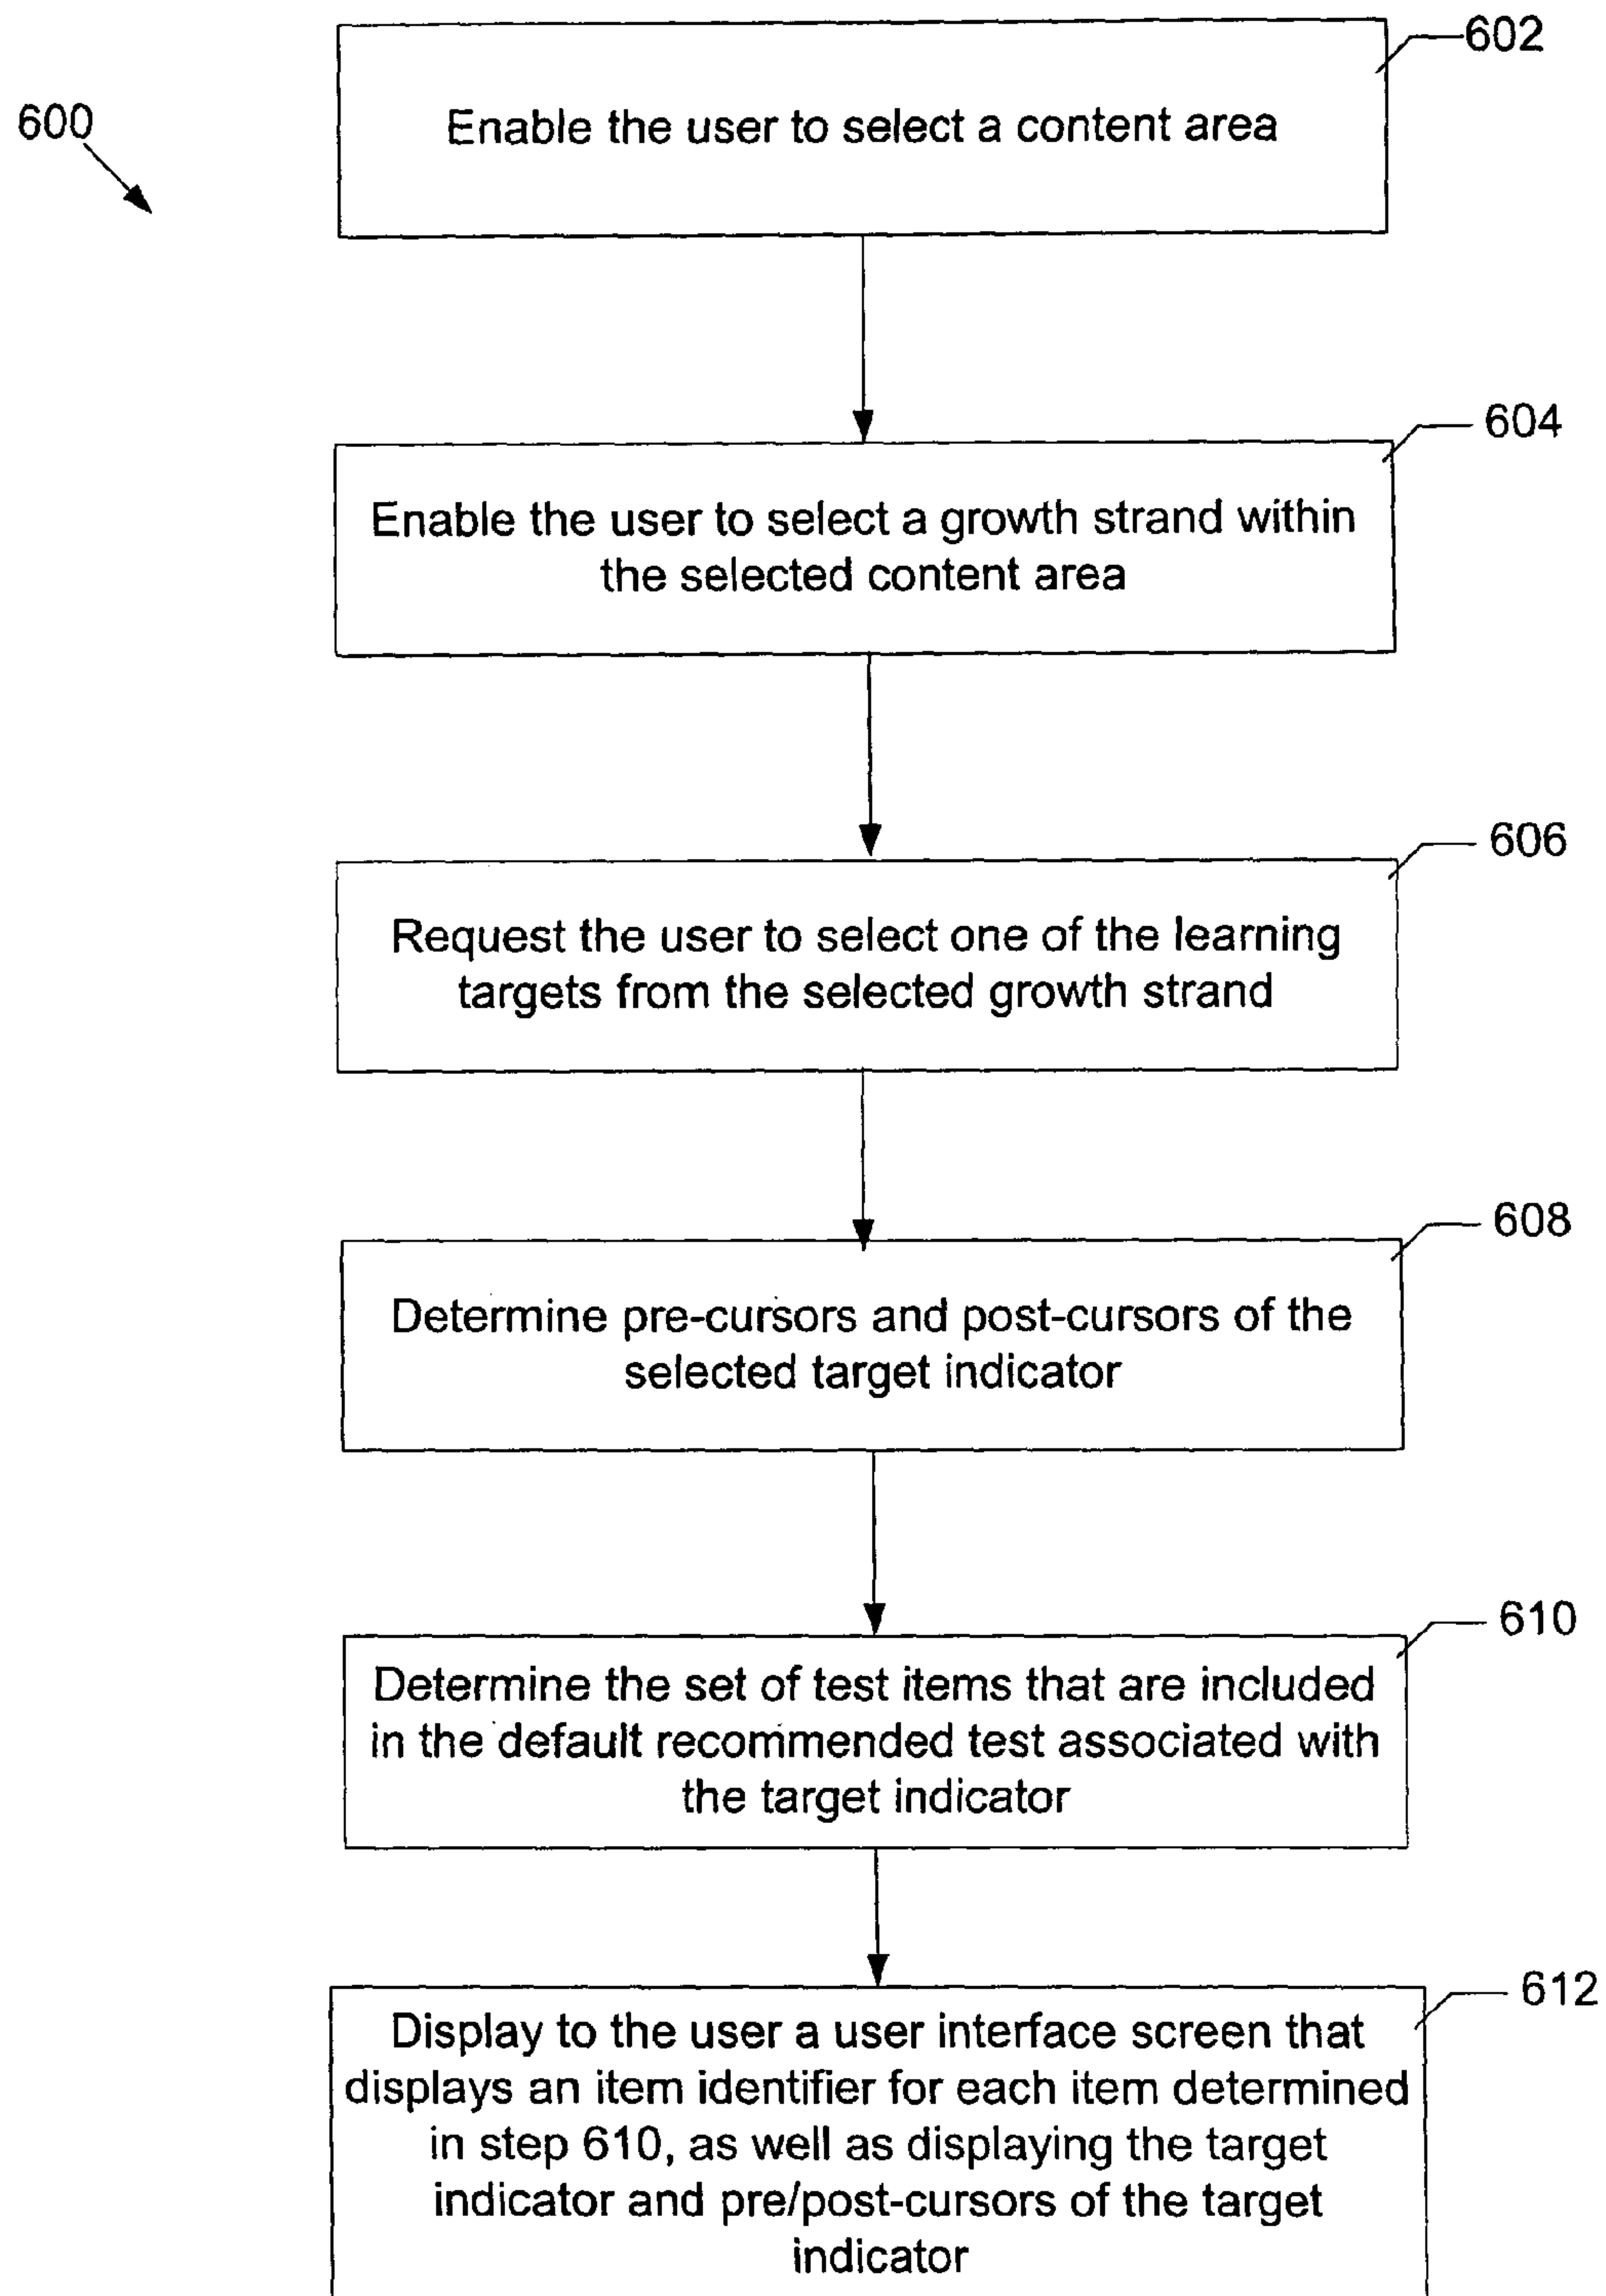 600
602
Enable the user to select a content area
604
Enable the user to select a growth strand within
the selected content area
606
Request the user to select one of the learning
targets from the selected growth strand
608
Determine pre-cursors and post-cursors of the
selected target indicator
610
Determine the set of test items that are included
in the default recommended test associated with
the target indicator
612
Display to the user a user interface screen that
displays an item identifier for each item determined
in step 610, as well as displaying the target
indicator and pre/post-cursors of the target
indicator